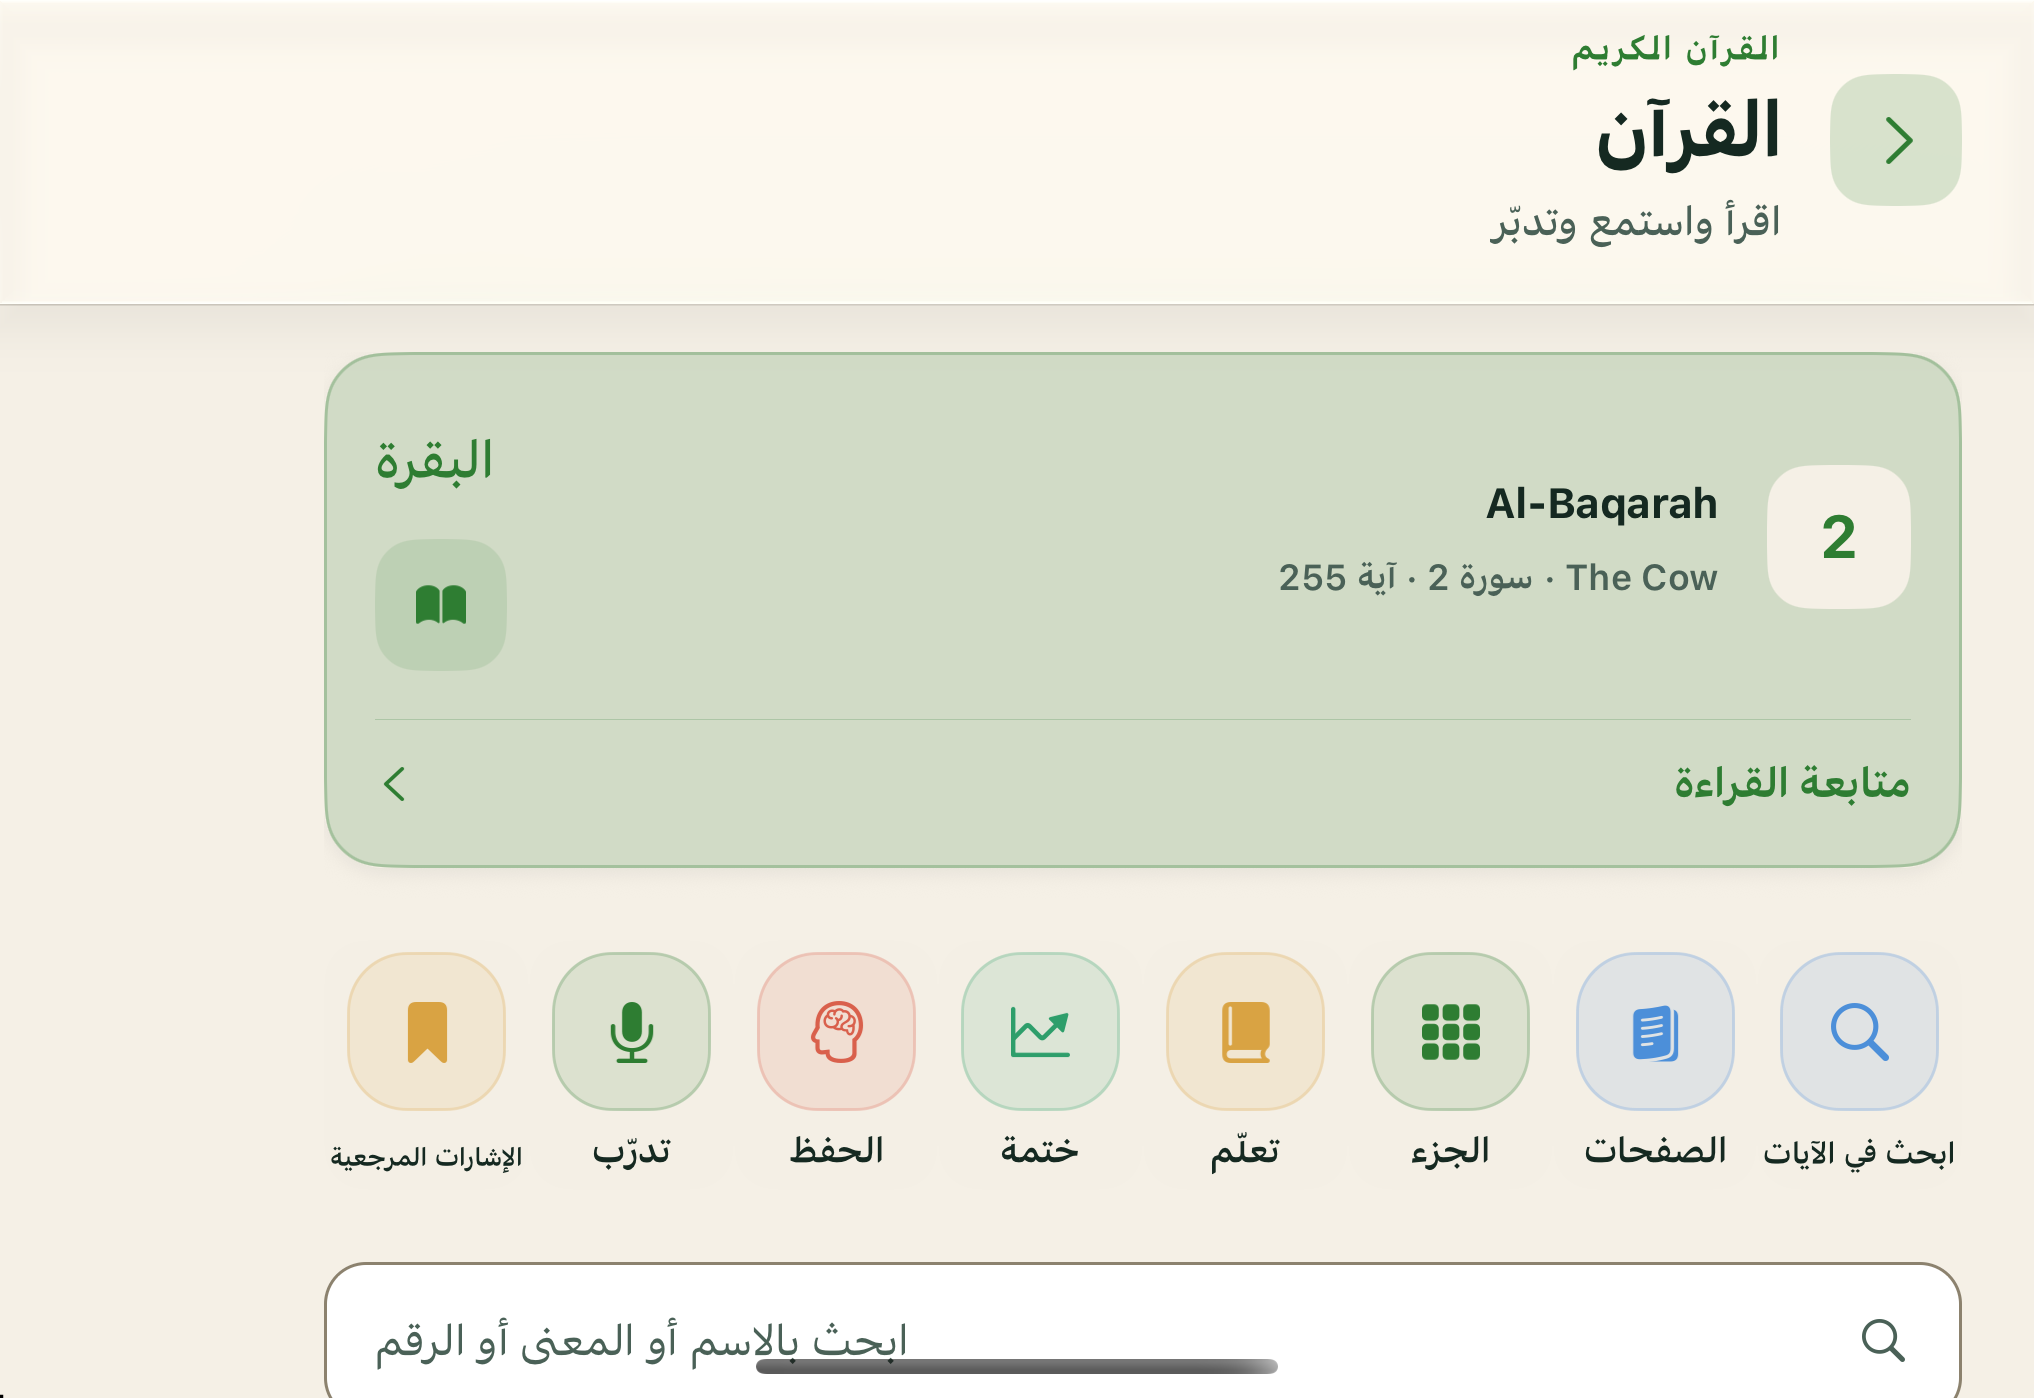 القرآن الكريم
القرآن
اقرأ واستمع وتدبّر
البقرة
2
Al-Baqarah
The Cow · سورة 2 · آية 255
متابعة القراءة
ابحث في الآيات
الصفحات
الجزء
تعلّم
ختمة
الحفظ
تدرّب
الإشارات المرجعية
ابحث بالاسم أو المعنى أو الرقم